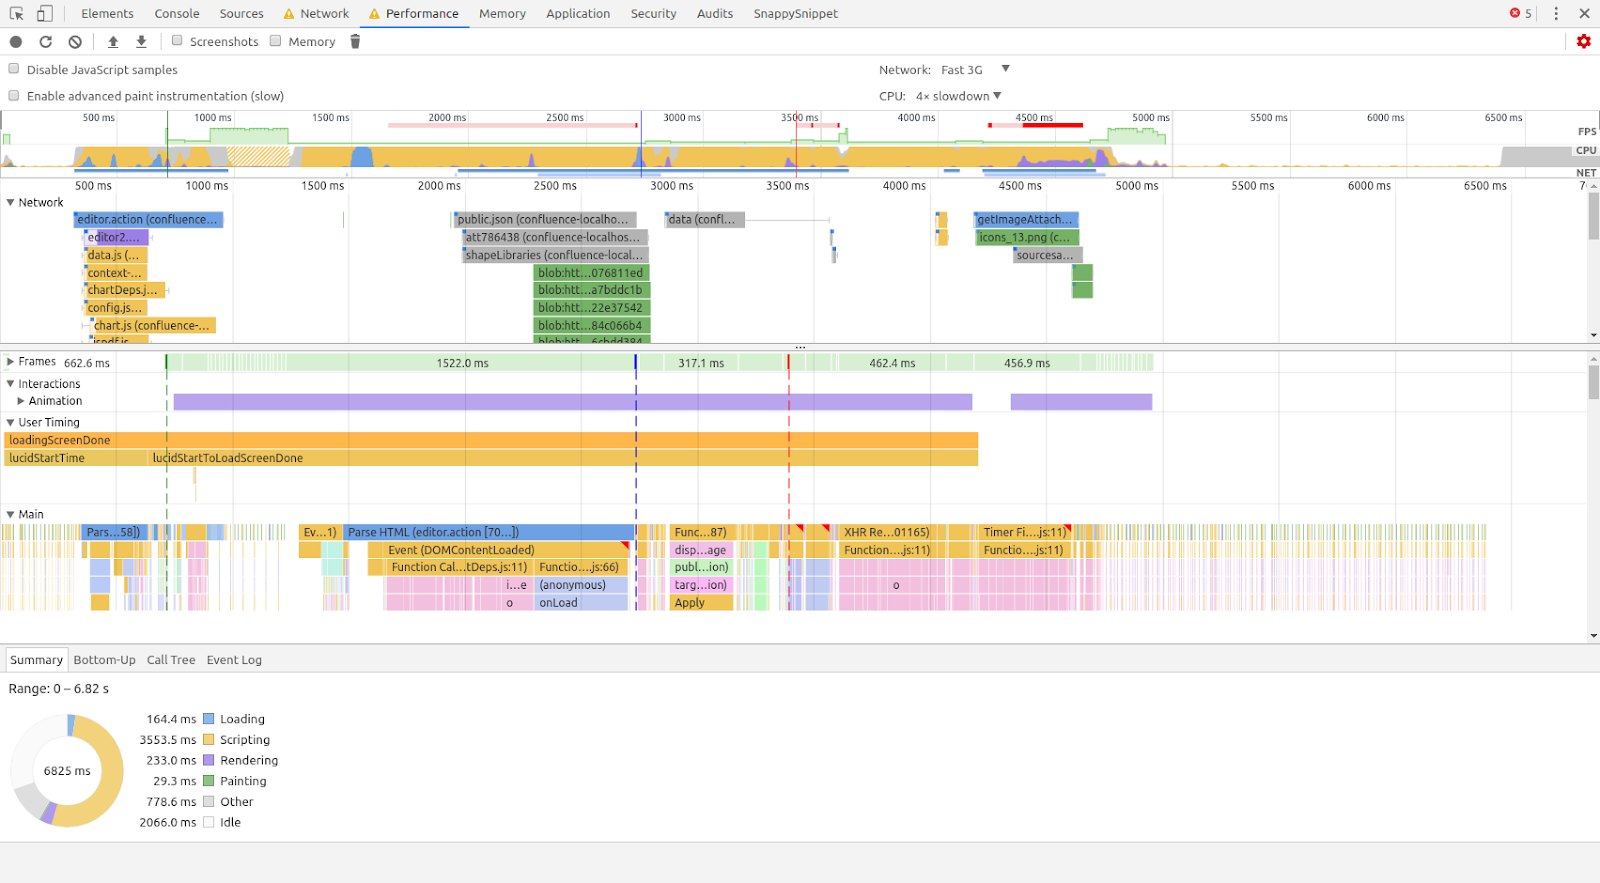 Elements Console Sources Network Performance Memory Application Security Audits SnappySnippet 5
Screenshots Memory
Disable JavaScript samples Network: Fast 3G
Enable advanced paint instrumentation (slow) CPU: 4× slowdown
500 ms 1000 ms 1500 ms 2000 ms 2500 ms 3000 ms 3500 ms 4000 ms 4500 ms 5000 ms 5500 ms 6000 ms 6500 ms
FPS
CPU
NET
500 ms 1000 ms 1500 ms 2000 ms 2500 ms 3000 ms 3500 ms 4000 ms 4500 ms 5000 ms 5500 ms 6000 ms 6500 ms
Network
editor.action (confluence... public.json (confluence-localho... data (confl... getImageAttach...
editor2.... att786438 (confluence-localhos... icons_13.png (c...
data.js (... shapeLibraries (confluence-local... sourcesa...
context-... blob:htt...076811ed
chartDeps.j... blob:htt...a7bddc1b
config.js... blob:htt...22e37542
chart.js (confluence-... blob:htt...84c066b4
jspdf.js blob:htt...6cbdd384
Frames 662.6 ms 1522.0 ms 317.1 ms 462.4 ms 456.9 ms
Interactions
Animation
User Timing
loadingScreenDone
lucidStartTime lucidStartToLoadScreenDone
Main
Pars...58]) Ev...1) Parse HTML (editor.action [70...]) Func...87) XHR Re...01165) Timer Fi....js:11)
Event (DOMContentLoaded) disp...age Function....js:11) Functio....js:11)
Function Cal...tDeps.js:11) Functio....js:66) publ...ion)
i...e (anonymous) targ...ion) o
o onLoad Apply
Summary Bottom-Up Call Tree Event Log
Range: 0 – 6.82 s
164.4 ms Loading
3553.5 ms Scripting
233.0 ms Rendering
6825 ms
29.3 ms Painting
778.6 ms Other
2066.0 ms Idle